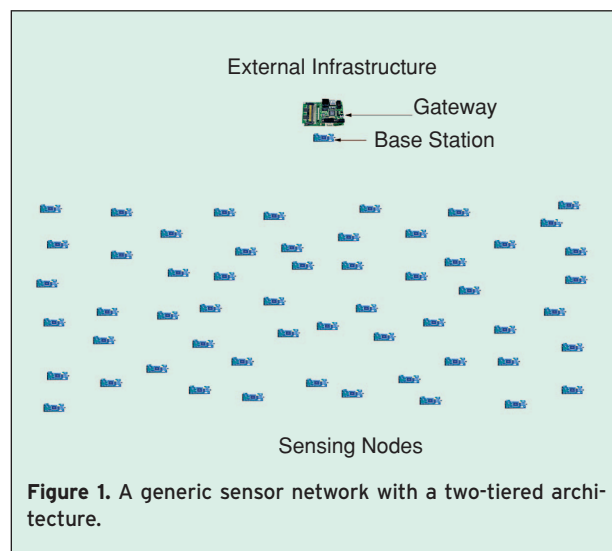 External Infrastructure
Gateway
Base Station
Sensing Nodes
Figure 1. A generic sensor network with a two-tiered archi-
tecture.